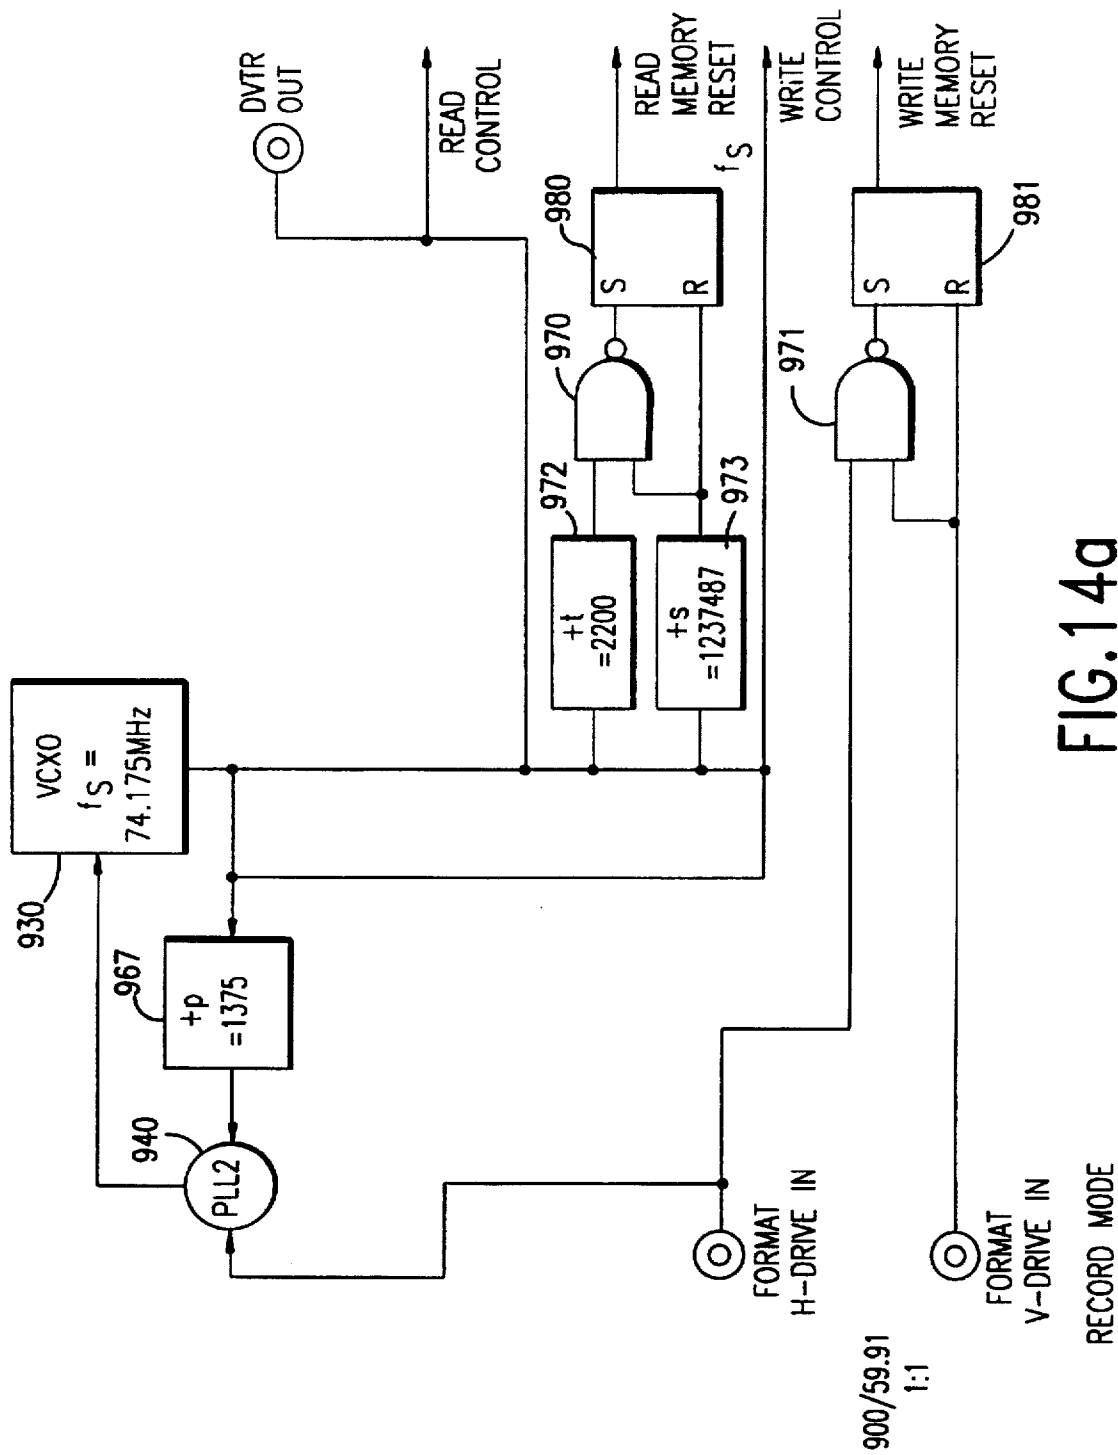 930
VCXO
fS =
74.175MHz
967
+p
=1375
940
PLL2
DVTR
OUT
READ
CONTROL
972
+t
=2200
970
980
S
R
READ
MEMORY
RESET
+s
=1237487
973
fS
WRITE
CONTROL
FORMAT
H-DRIVE IN
971
S
R
981
WRITE
MEMORY
RESET
900/59.91
1:1
FORMAT
V-DRIVE IN
RECORD MODE
FIG.14a